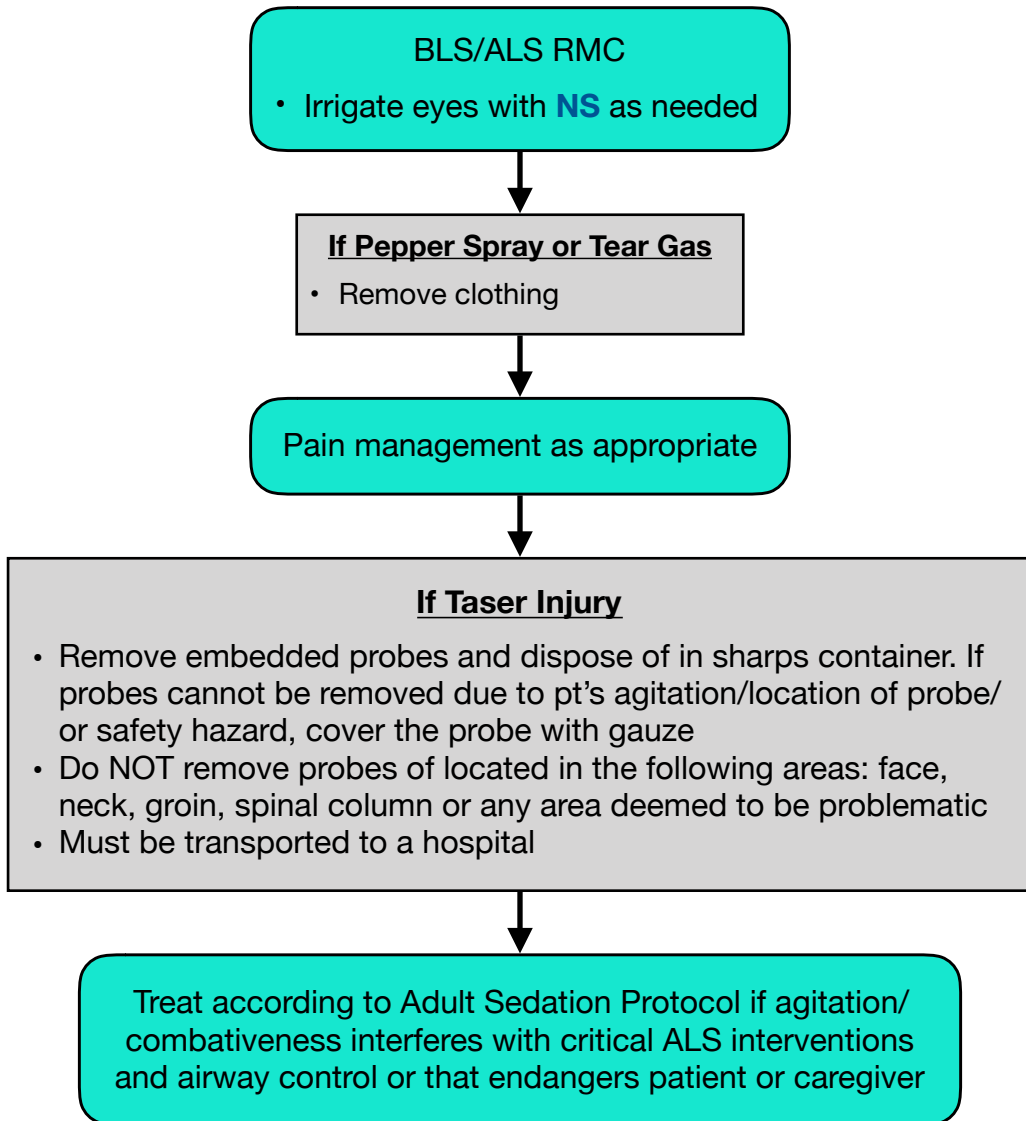 BLS/ALS RMC
• Irrigate eyes with NS as needed
If Pepper Spray or Tear Gas
• Remove clothing
Pain management as appropriate
If Taser Injury
• Remove embedded probes and dispose of in sharps container. If
probes cannot be removed due to pt's agitation/location of probe/
or safety hazard, cover the probe with gauze
• Do NOT remove probes of located in the following areas: face,
neck, groin, spinal column or any area deemed to be problematic
• Must be transported to a hospital
Treat according to Adult Sedation Protocol if agitation/
combativeness interferes with critical ALS interventions
and airway control or that endangers patient or caregiver